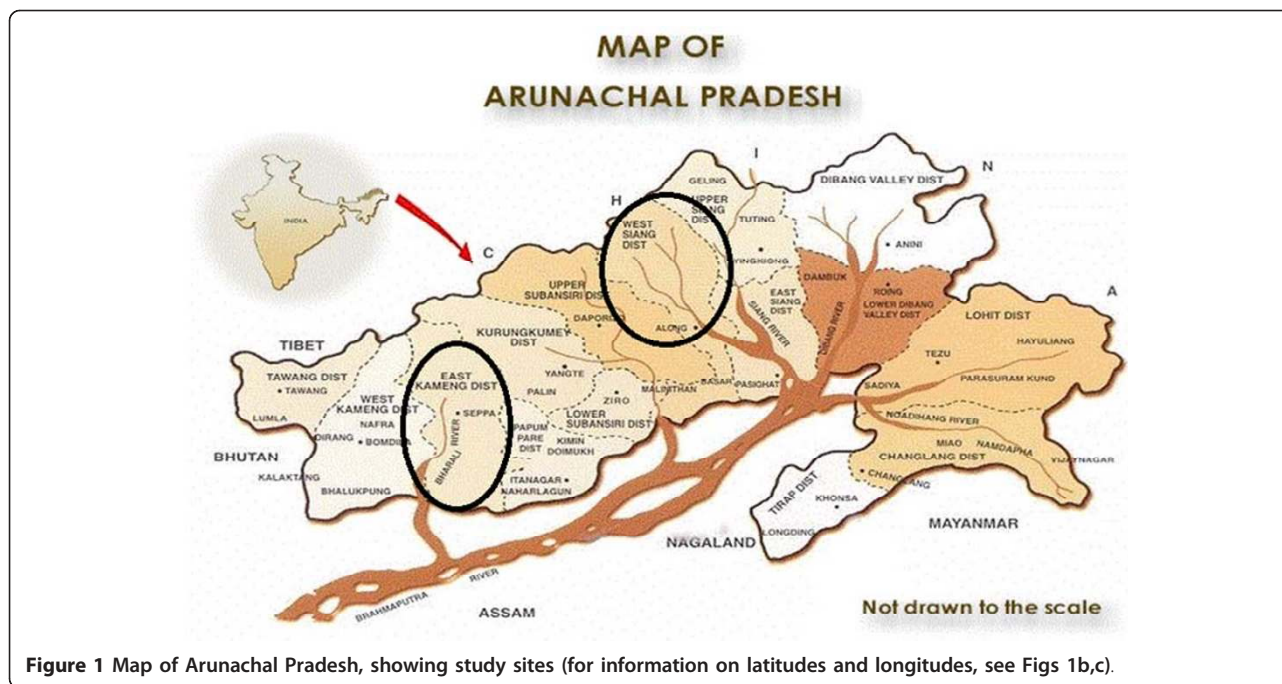 MAP OF
ARUNACHAL PRADESH
INDIA
C
H
I
N
A
GELING
UPPER
SIANG
DIST
TUTING
DIBANG VALLEY DIST
WEST
SIANG
DIST
YINGKIONG
ANINI
UPPER
SUBANSIRI DIST
DAMBUK
ROING
LOWER DIBANG
VALLEY DIST
EAST
SIANG
DIST
SIANG RIVER
DIBANG RIVER
LOHIT DIST
HAYULIANG
DAPORIJO
ALONG
KURUNGKUMEY
DIST
TEZU
PARASURAM KUND
TIBET
TAWANG DIST
TAWANG
EAST
KAMENG DIST
YANGTE
PALIN
MALINITHAN
BASAR
PASIGHAT
SADIYA
NOADIHANG RIVER
WEST
KAMENG DIST
NAFRA
LUMLA
SEPPA
ZIRO
LOWER
SUBANSIRI DIST
DIRANG
BOMDILA
BHARALI
RIVER
PAPUM
PARE
DIST
KIMIN
DOIMUKH
MIAO
NAMDAPHA
VIJAYNAGAR
CHANGLANG DIST
CHANGLANG
BHUTAN
KALAKTANG
BHALUKPUNG
ITANAGAR
NAHARLAGUN
TIRAP DIST
KHONSA
LONGDING
MAYANMAR
NAGALAND
BRAHMAPUTRA
RIVER
ASSAM
Not drawn to the scale
Figure 1 Map of Arunachal Pradesh, showing study sites (for information on latitudes and longitudes, see Figs 1b,c).